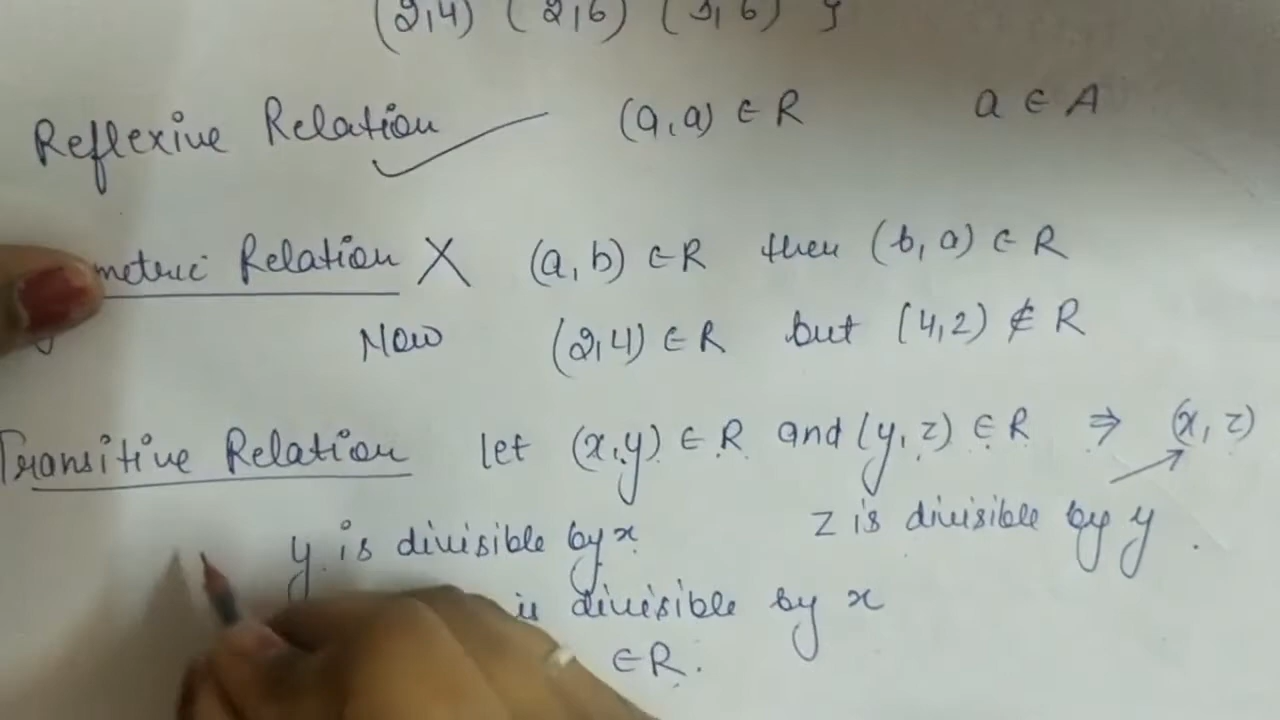 (2,4) (2,6) (3,6) }
Reflexive Relation ✓ (a,a) ∈ R a ∈ A
metric Relation X (a,b) ∈ R then (b,a) ∈ R
Now (2,4) ∈ R but (4,2) ∉ R
Transitive Relation let (x,y) ∈ R and (y,z) ∈ R ⇒ (x,z)
y is divisible by x z is divisible by y .
is divisible by x
∈ R.